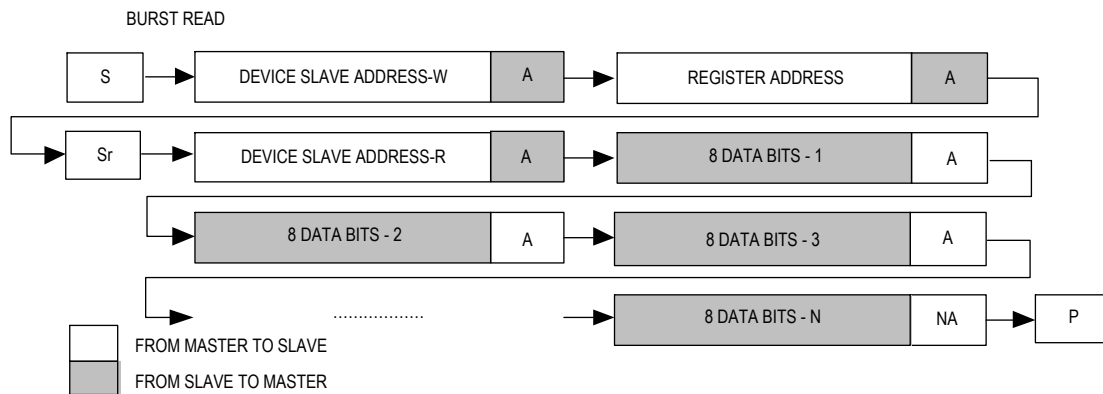 BURST READ
S DEVICE SLAVE ADDRESS-W A REGISTER ADDRESS A
Sr DEVICE SLAVE ADDRESS-R A 8 DATA BITS - 1 A
8 DATA BITS - 2 A 8 DATA BITS - 3 A
.................. 8 DATA BITS - N NA P
FROM MASTER TO SLAVE
FROM SLAVE TO MASTER